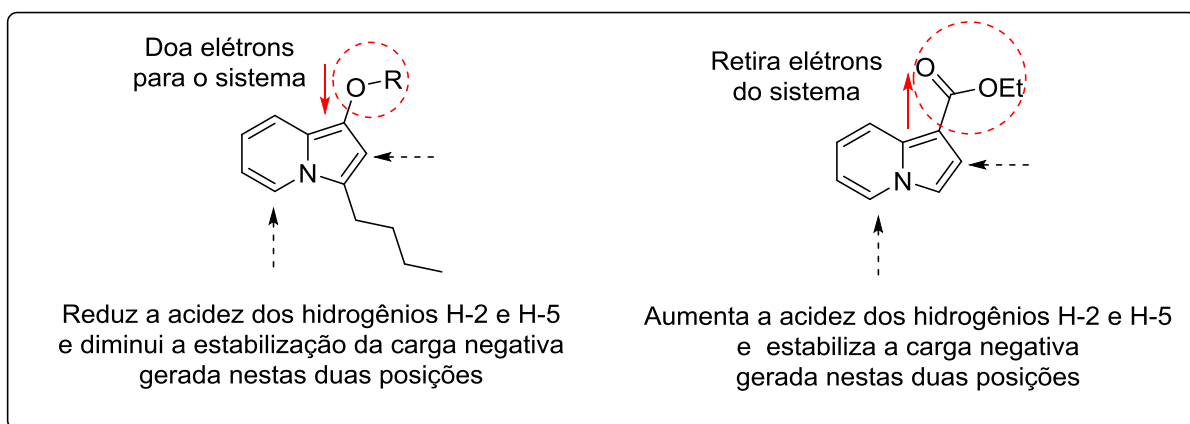 Doa elétrons
para o sistema
O
R
N
Reduz a acidez dos hidrogênios H-2 e H-5
e diminui a estabilização da carga negativa
gerada nestas duas posições
Retira elétrons
do sistema
O
OEt
N
Aumenta a acidez dos hidrogênios H-2 e H-5
e estabiliza a carga negativa
gerada nestas duas posições